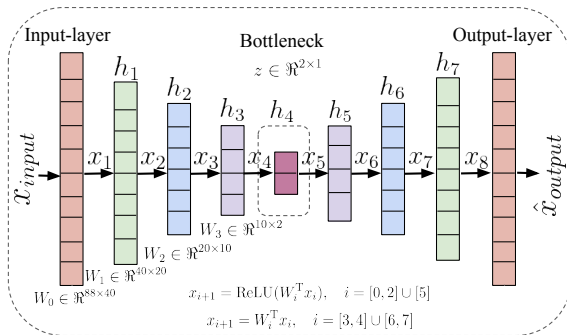 Input-layer
Bottleneck
Output-layer
z ∈ ℜ^{2×1}
h_1
h_2
h_3
h_4
h_5
h_6
h_7
x_{input}
x_1
x_2
x_3
x_4
x_5
x_6
x_7
x_8
x̂_{output}
W_3 ∈ ℜ^{10×2}
W_2 ∈ ℜ^{20×10}
W_1 ∈ ℜ^{40×20}
W_0 ∈ ℜ^{88×40}
x_{i+1} = ReLU(W_i^T x_i), i = [0, 2] ∪ [5]
x_{i+1} = W_i^T x_i, i = [3, 4] ∪ [6, 7]